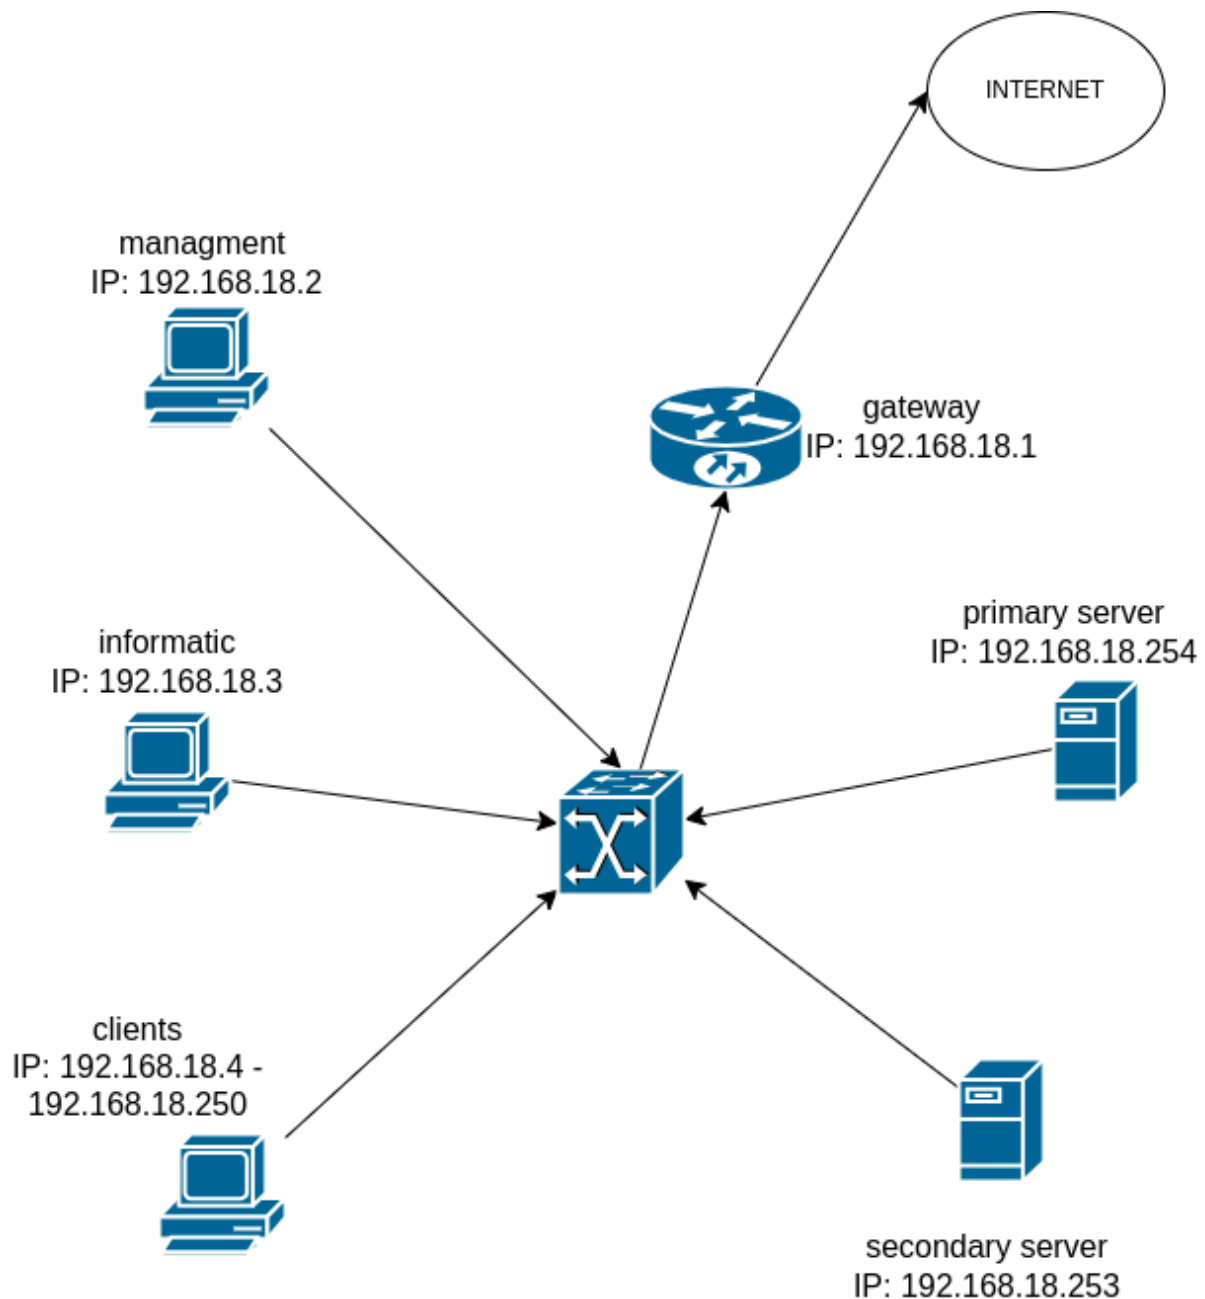 INTERNET
managment
IP: 192.168.18.2
gateway
IP: 192.168.18.1
primary server
IP: 192.168.18.254
informatic
IP: 192.168.18.3
clients
IP: 192.168.18.4 -
192.168.18.250
secondary server
IP: 192.168.18.253